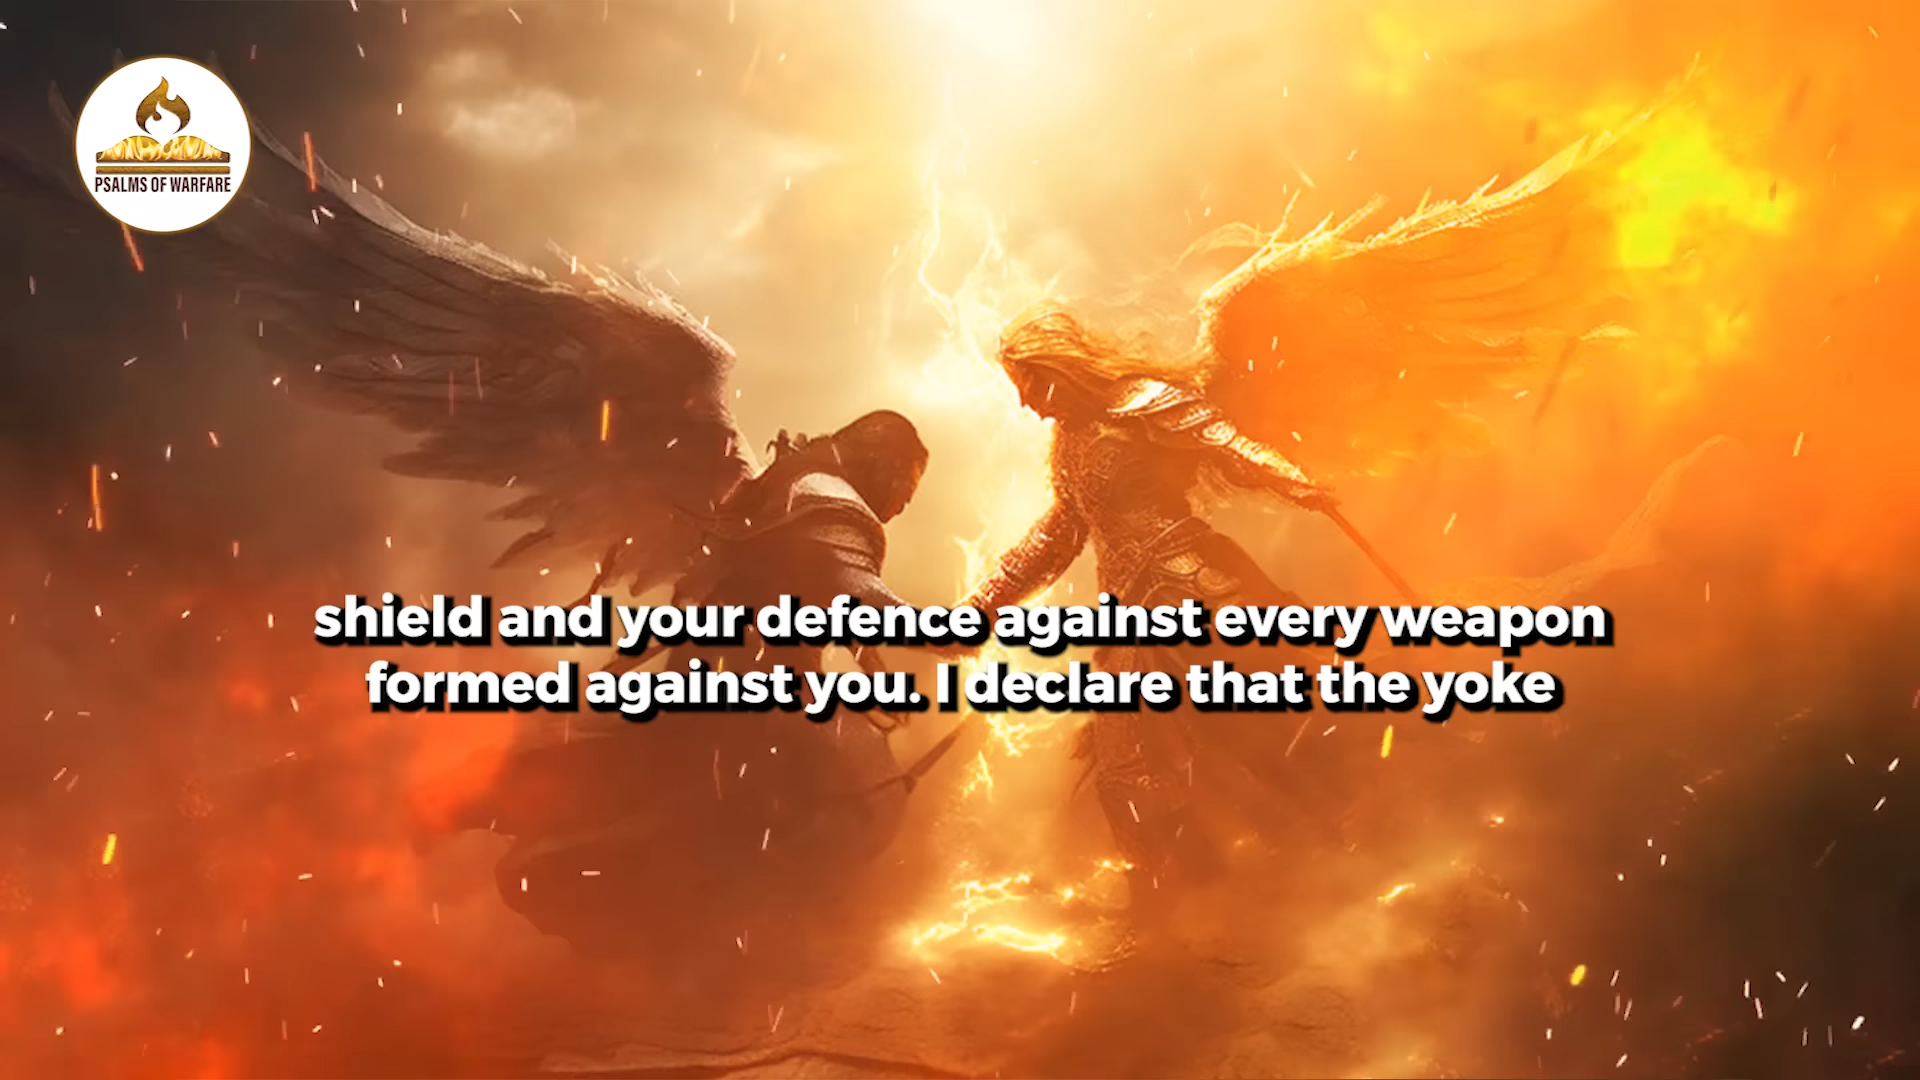 PSALMS OF WARFARE
shield and your defence against every weapon
formed against you. I declare that the yoke